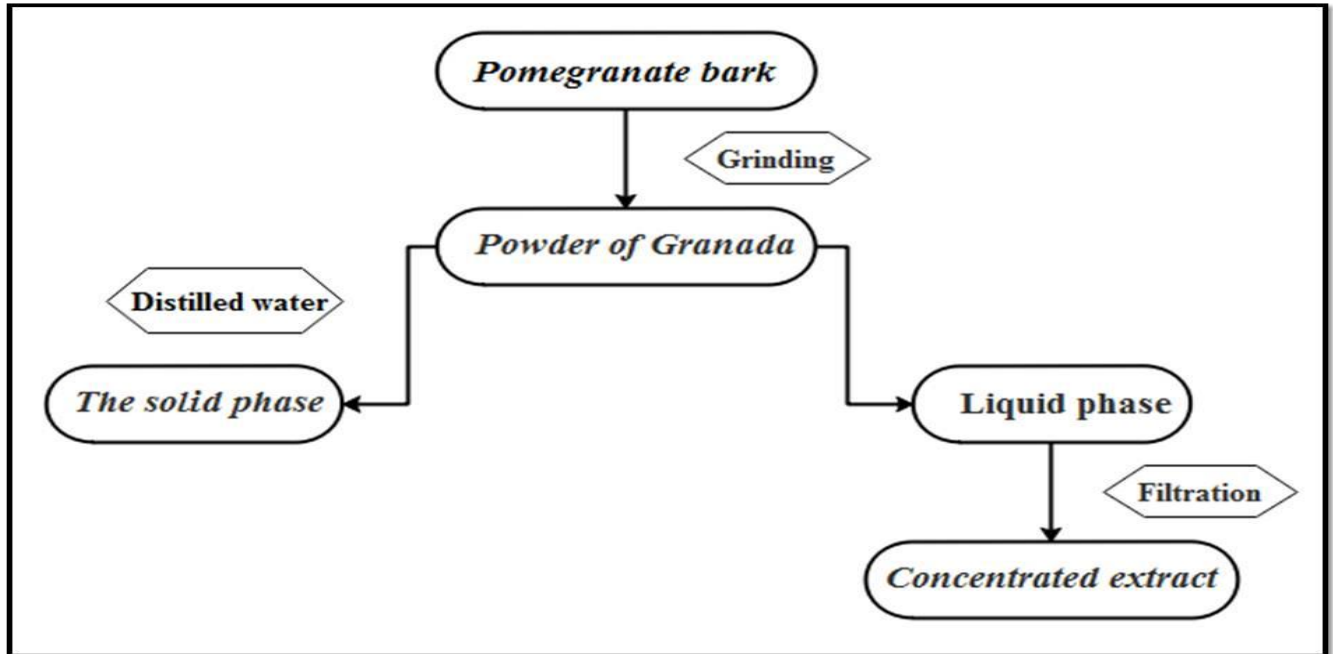 Pomegranate bark
Grinding
Powder of Granada
Distilled water
The solid phase
Liquid phase
Filtration
Concentrated extract